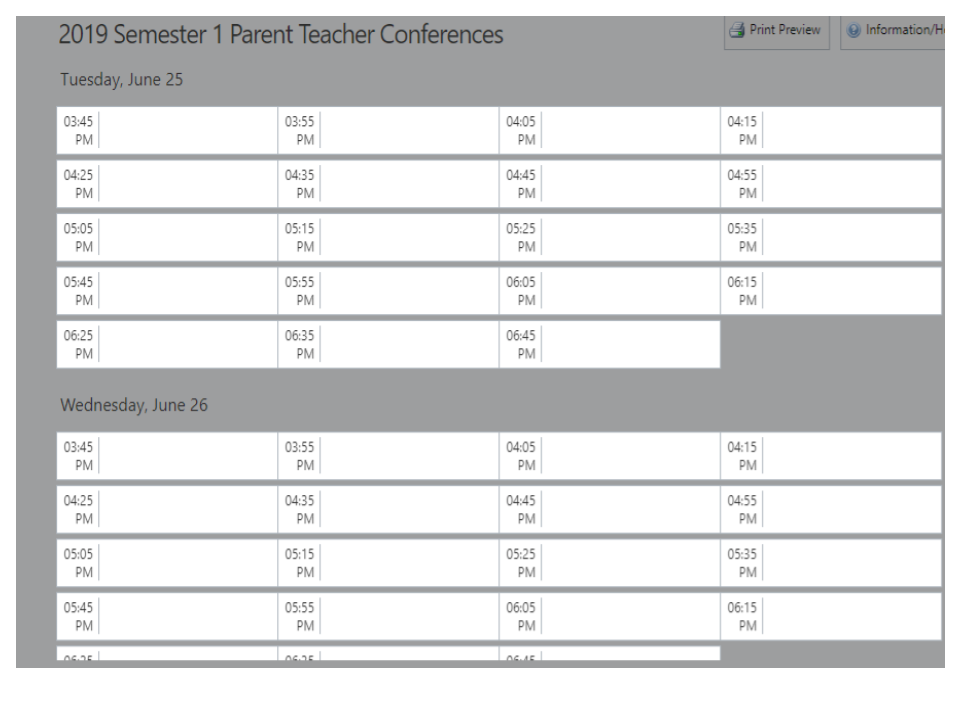 2019 Semester 1 Parent Teacher Conferences
Print Preview
Information/H
Tuesday, June 25
03:45 PM 03:55 PM 04:05 PM 04:15 PM
04:25 PM 04:35 PM 04:45 PM 04:55 PM
05:05 PM 05:15 PM 05:25 PM 05:35 PM
05:45 PM 05:55 PM 06:05 PM 06:15 PM
06:25 PM 06:35 PM 06:45 PM
Wednesday, June 26
03:45 PM 03:55 PM 04:05 PM 04:15 PM
04:25 PM 04:35 PM 04:45 PM 04:55 PM
05:05 PM 05:15 PM 05:25 PM 05:35 PM
05:45 PM 05:55 PM 06:05 PM 06:15 PM